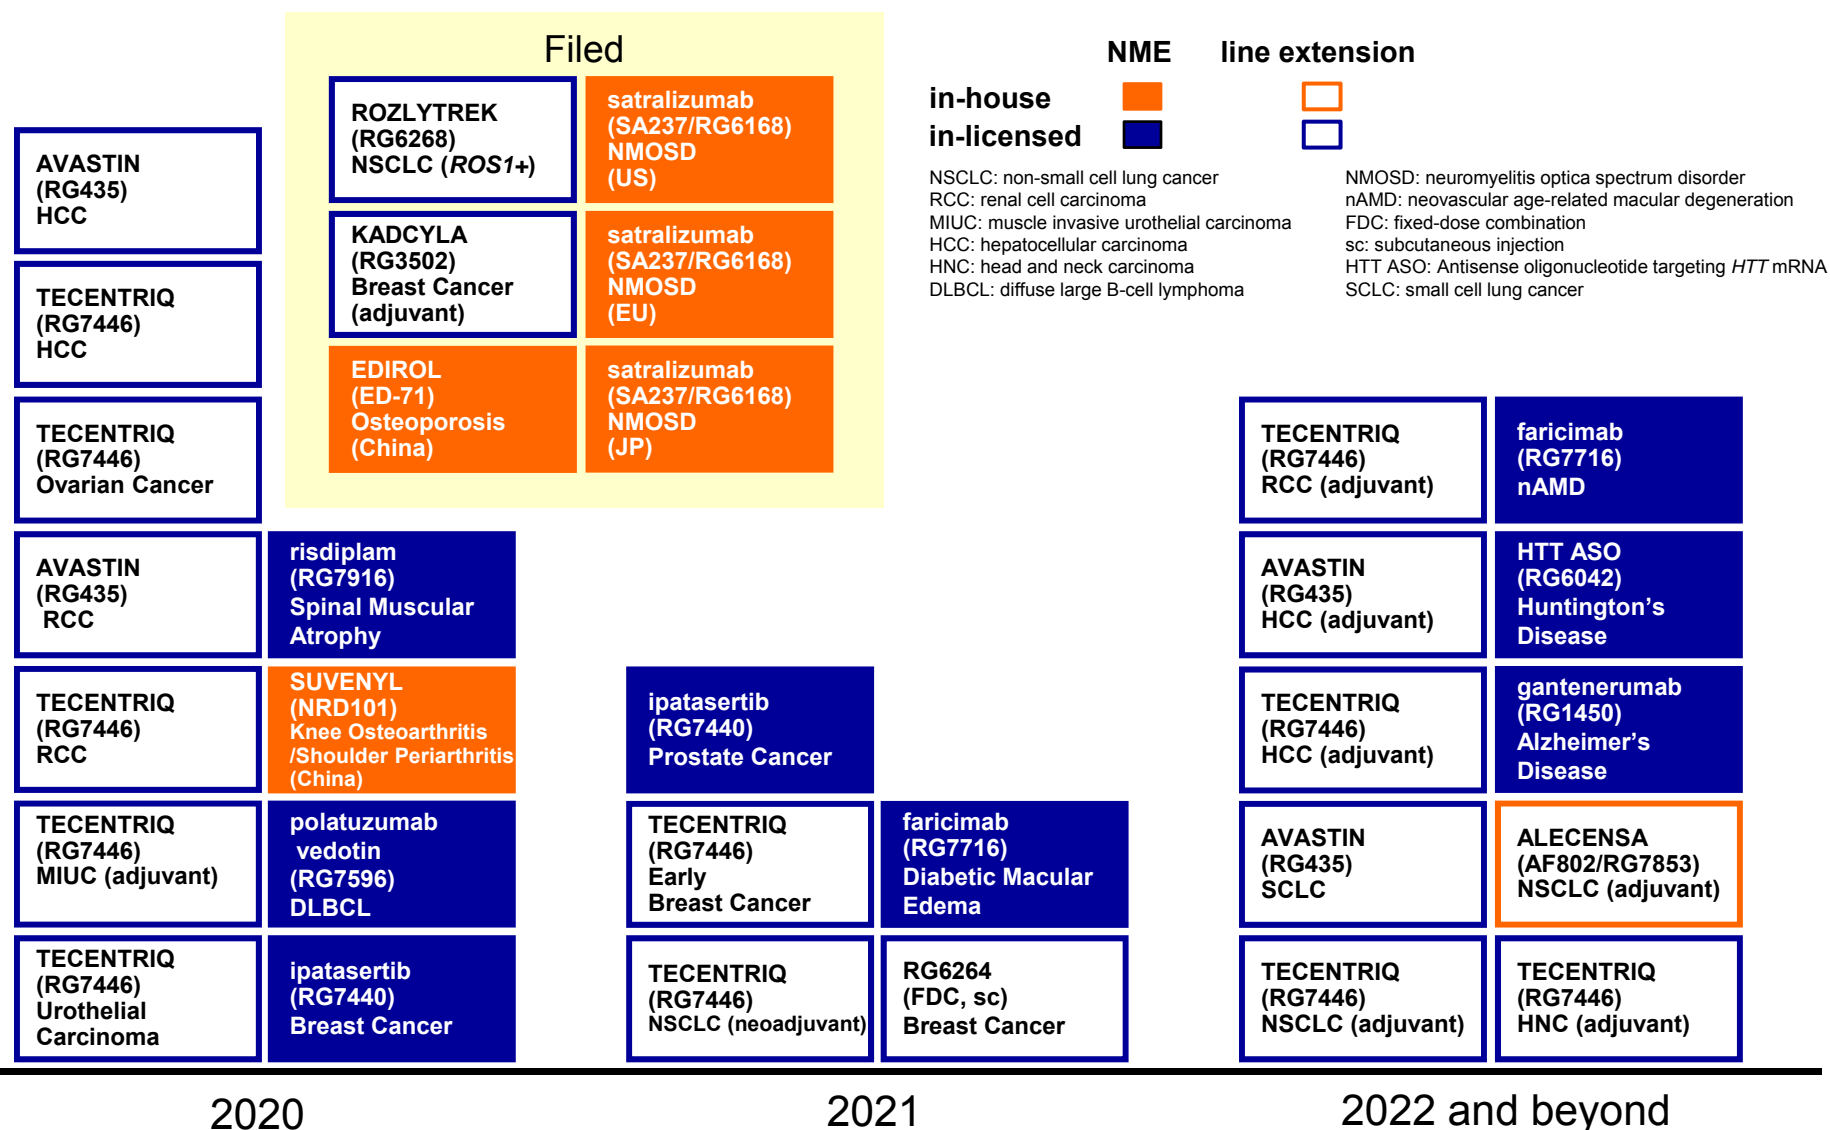 Filed
ROZLYTREK
(RG6268)
NSCLC (ROS1+)
satralizumab
(SA237/RG6168)
NMOSD
(US)
KADCYLA
(RG3502)
Breast Cancer
(adjuvant)
satralizumab
(SA237/RG6168)
NMOSD
(EU)
EDIROL
(ED-71)
Osteoporosis
(China)
satralizumab
(SA237/RG6168)
NMOSD
(JP)
NME line extension
in-house
in-licensed
NSCLC: non-small cell lung cancer
RCC: renal cell carcinoma
MIUC: muscle invasive urothelial carcinoma
HCC: hepatocellular carcinoma
HNC: head and neck carcinoma
DLBCL: diffuse large B-cell lymphoma
NMOSD: neuromyelitis optica spectrum disorder
nAMD: neovascular age-related macular degeneration
FDC: fixed-dose combination
sc: subcutaneous injection
HTT ASO: Antisense oligonucleotide targeting HTT mRNA
SCLC: small cell lung cancer
AVASTIN
(RG435)
HCC
TECENTRIQ
(RG7446)
HCC
TECENTRIQ
(RG7446)
Ovarian Cancer
AVASTIN
(RG435)
RCC
TECENTRIQ
(RG7446)
RCC
TECENTRIQ
(RG7446)
MIUC (adjuvant)
TECENTRIQ
(RG7446)
Urothelial
Carcinoma
risdiplam
(RG7916)
Spinal Muscular
Atrophy
SUVENYL
(NRD101)
Knee Osteoarthritis
/Shoulder Periarthritis
(China)
polatuzumab
vedotin
(RG7596)
DLBCL
ipatasertib
(RG7440)
Breast Cancer
ipatasertib
(RG7440)
Prostate Cancer
TECENTRIQ
(RG7446)
Early
Breast Cancer
TECENTRIQ
(RG7446)
NSCLC (neoadjuvant)
faricimab
(RG7716)
Diabetic Macular
Edema
RG6264
(FDC, sc)
Breast Cancer
TECENTRIQ
(RG7446)
RCC (adjuvant)
AVASTIN
(RG435)
HCC (adjuvant)
TECENTRIQ
(RG7446)
HCC (adjuvant)
AVASTIN
(RG435)
SCLC
TECENTRIQ
(RG7446)
NSCLC (adjuvant)
faricimab
(RG7716)
nAMD
HTT ASO
(RG6042)
Huntington’s
Disease
gantenerumab
(RG1450)
Alzheimer’s
Disease
ALECENSA
(AF802/RG7853)
NSCLC (adjuvant)
TECENTRIQ
(RG7446)
HNC (adjuvant)
2020
2021
2022 and beyond